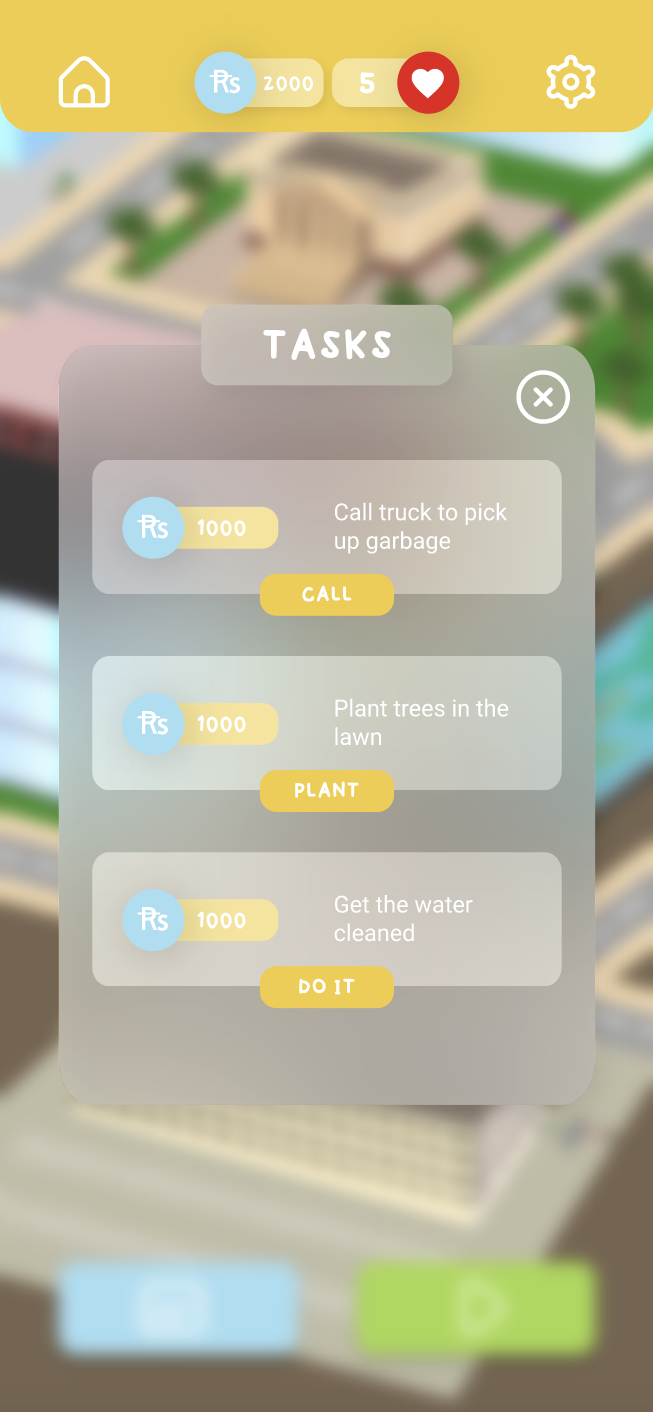 ₨ 2000 5
TASKS
₨ 1000
Call truck to pick
up garbage
CALL
₨ 1000
Plant trees in the
lawn
PLANT
₨ 1000
Get the water
cleaned
DO IT